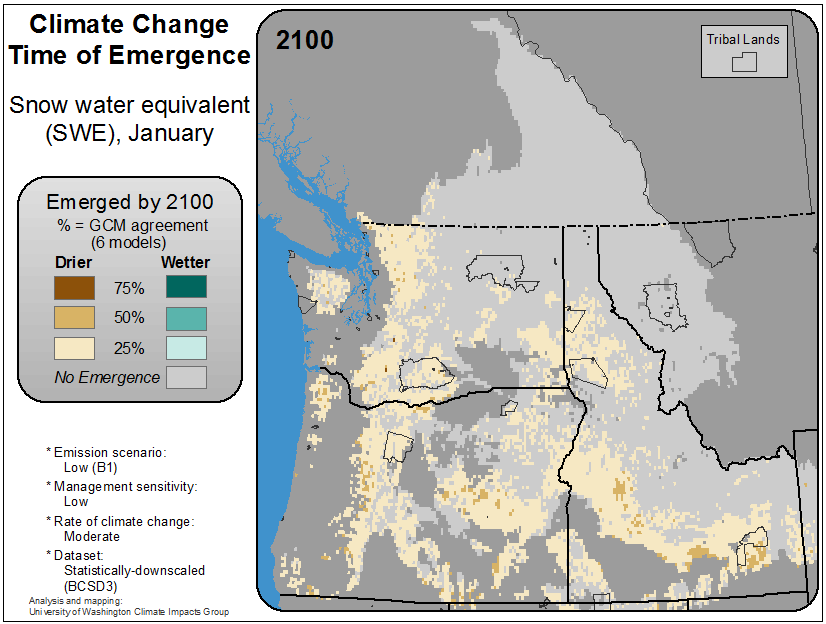 Climate Change
Time of Emergence
Snow water equivalent
(SWE), January
Emerged by 2100
% = GCM agreement
(6 models)
Drier Wetter
75%
50%
25%
No Emergence
* Emission scenario:
Low (B1)
* Management sensitivity:
Low
* Rate of climate change:
Moderate
* Dataset:
Statistically-downscaled
(BCSD3)
Analysis and mapping:
University of Washington Climate Impacts Group
2100
Tribal Lands